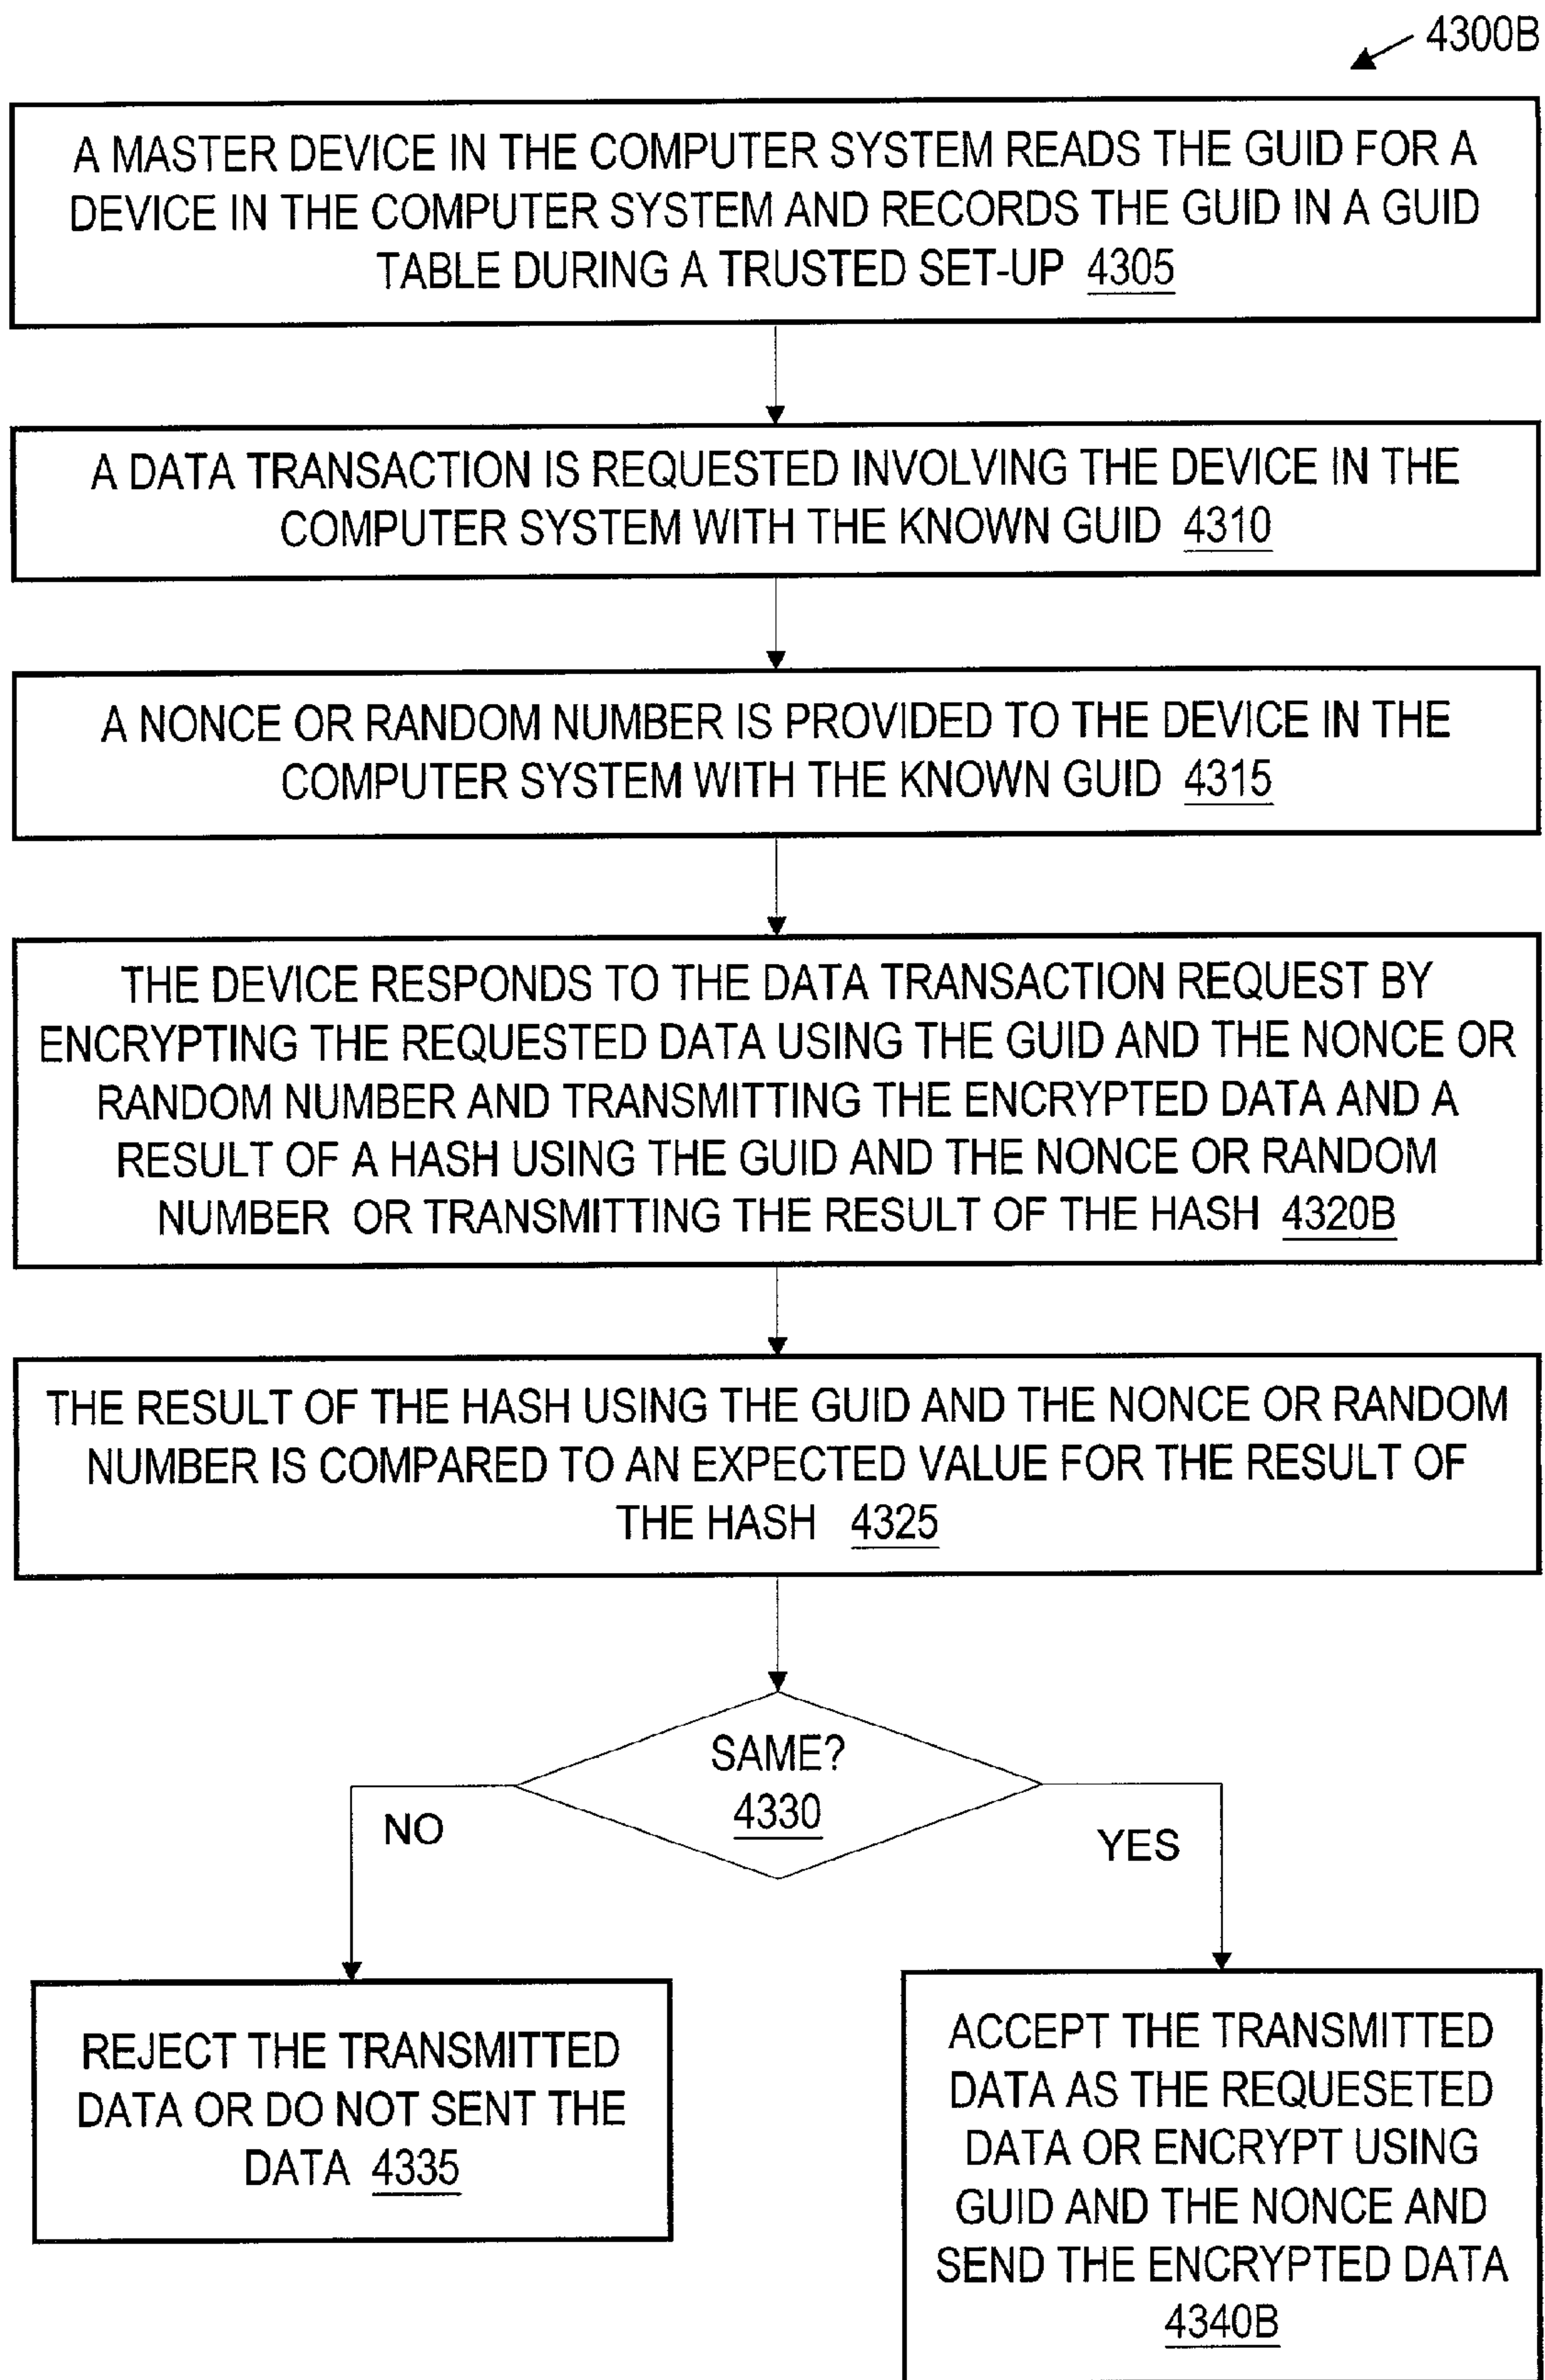 4300B
A MASTER DEVICE IN THE COMPUTER SYSTEM READS THE GUID FOR A
DEVICE IN THE COMPUTER SYSTEM AND RECORDS THE GUID IN A GUID
TABLE DURING A TRUSTED SET-UP 4305
A DATA TRANSACTION IS REQUESTED INVOLVING THE DEVICE IN THE
COMPUTER SYSTEM WITH THE KNOWN GUID 4310
A NONCE OR RANDOM NUMBER IS PROVIDED TO THE DEVICE IN THE
COMPUTER SYSTEM WITH THE KNOWN GUID 4315
THE DEVICE RESPONDS TO THE DATA TRANSACTION REQUEST BY
ENCRYPTING THE REQUESTED DATA USING THE GUID AND THE NONCE OR
RANDOM NUMBER AND TRANSMITTING THE ENCRYPTED DATA AND A
RESULT OF A HASH USING THE GUID AND THE NONCE OR RANDOM
NUMBER OR TRANSMITTING THE RESULT OF THE HASH 4320B
THE RESULT OF THE HASH USING THE GUID AND THE NONCE OR RANDOM
NUMBER IS COMPARED TO AN EXPECTED VALUE FOR THE RESULT OF
THE HASH 4325
SAME?
4330
NO
YES
REJECT THE TRANSMITTED
DATA OR DO NOT SENT THE
DATA 4335
ACCEPT THE TRANSMITTED
DATA AS THE REQUESETED
DATA OR ENCRYPT USING
GUID AND THE NONCE AND
SEND THE ENCRYPTED DATA
4340B